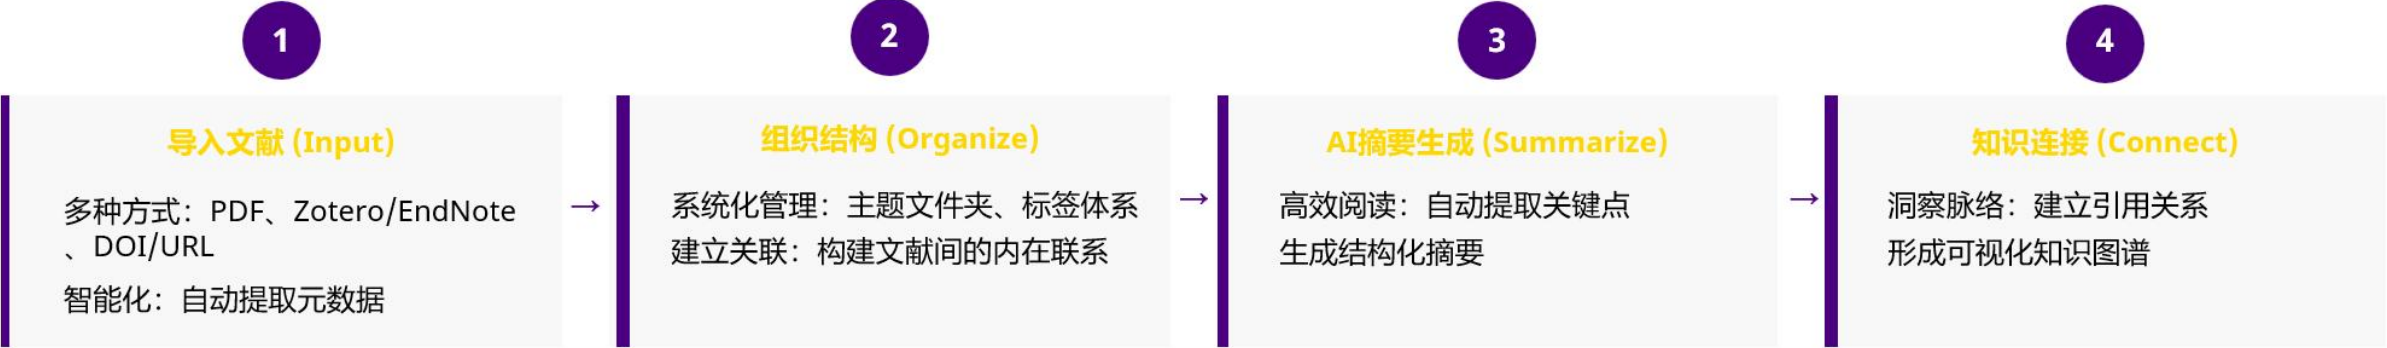 1
导入文献 (Input)
多种方式：PDF、Zotero/EndNote
、DOI/URL
智能化：自动提取元数据
→
2
组织结构 (Organize)
系统化管理：主题文件夹、标签体系
建立关联：构建文献间的内在联系
→
3
AI摘要生成 (Summarize)
高效阅读：自动提取关键点
生成结构化摘要
→
4
知识连接 (Connect)
洞察脉络：建立引用关系
形成可视化知识图谱